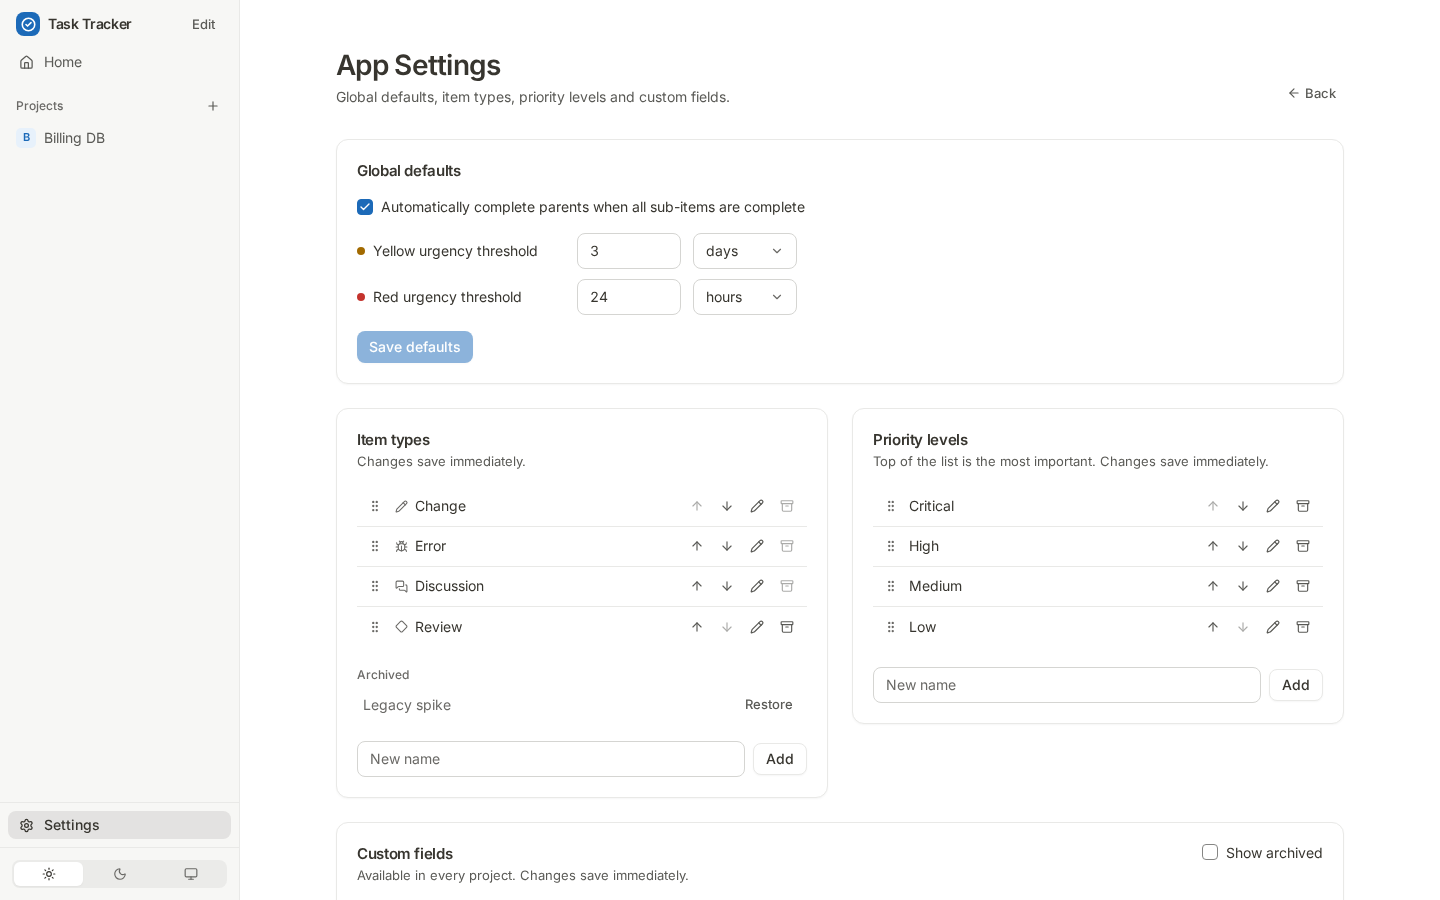 Task Tracker
Edit
Home
Projects
B Billing DB
Settings
App Settings
Global defaults, item types, priority levels and custom fields.
Back
Global defaults
Automatically complete parents when all sub-items are complete
Yellow urgency threshold 3 days
Red urgency threshold 24 hours
Save defaults
Item types
Changes save immediately.
Change
Error
Discussion
Review
Archived
Legacy spike Restore
New name Add
Priority levels
Top of the list is the most important. Changes save immediately.
Critical
High
Medium
Low
New name Add
Custom fields
Available in every project. Changes save immediately.
Show archived